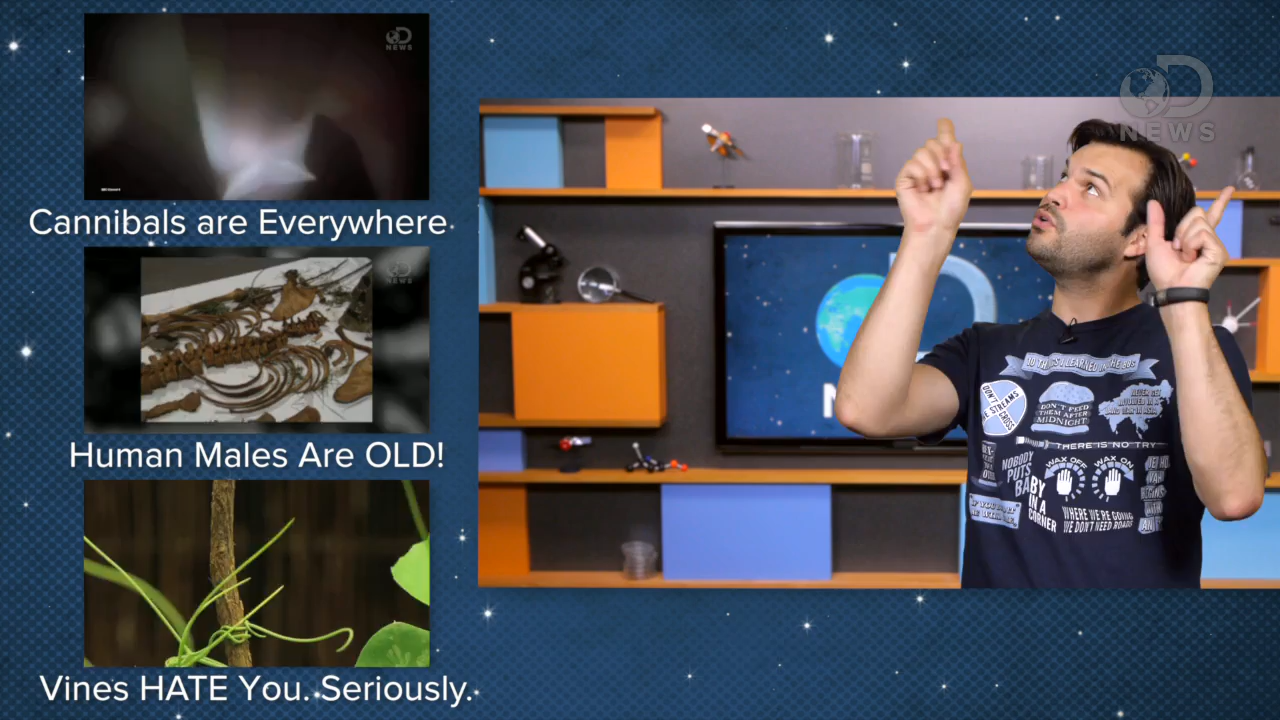 NEWS
Cannibals are Everywhere
NEWS
Human Males Are OLD!
Vines HATE You. Seriously.
NEWS
N
DON'T
STREAMS
CROSS
DON'T FEED
THEM AFTER
MIDNIGHT
THERE IS NO TRY
NOBODY
PUTS
BABY
IN A
CORNER
WAX OFF
WAX ON
WHERE WE'RE GOING
WE DON'T NEED ROADS